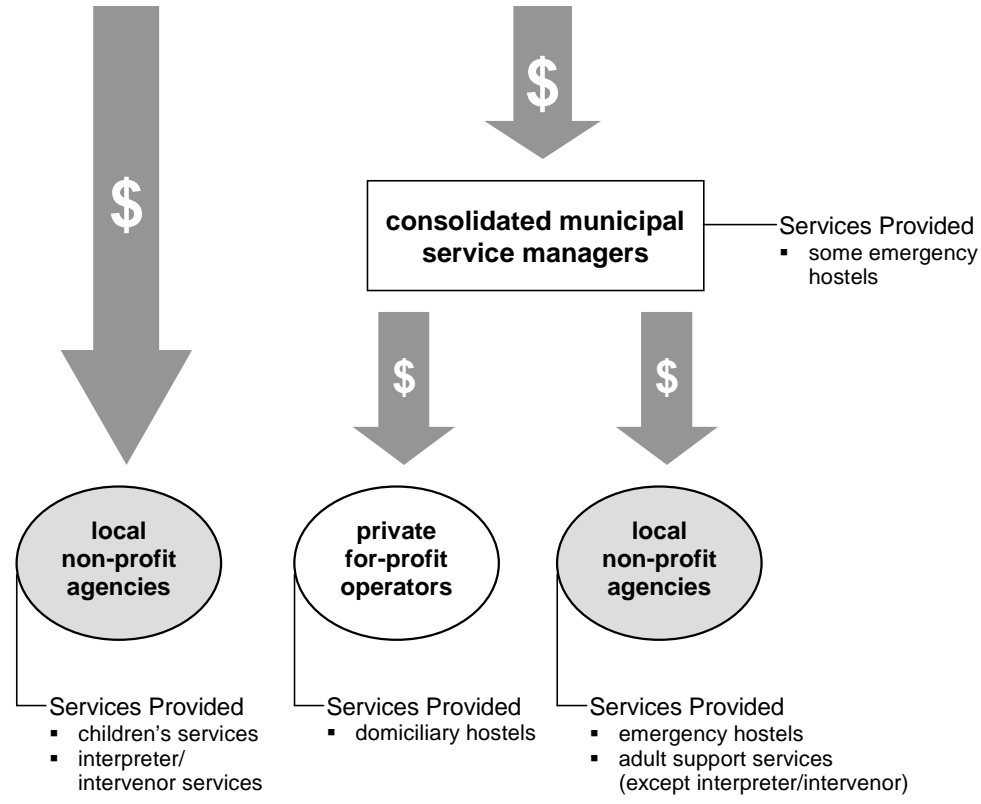 $
$
consolidated municipal
service managers
Services Provided
▪ some emergency
hostels
$
$
local
non-profit
agencies
private
for-profit
operators
local
non-profit
agencies
Services Provided
▪ children’s services
▪ interpreter/
intervenor services
Services Provided
▪ domiciliary hostels
Services Provided
▪ emergency hostels
▪ adult support services
(except interpreter/intervenor)